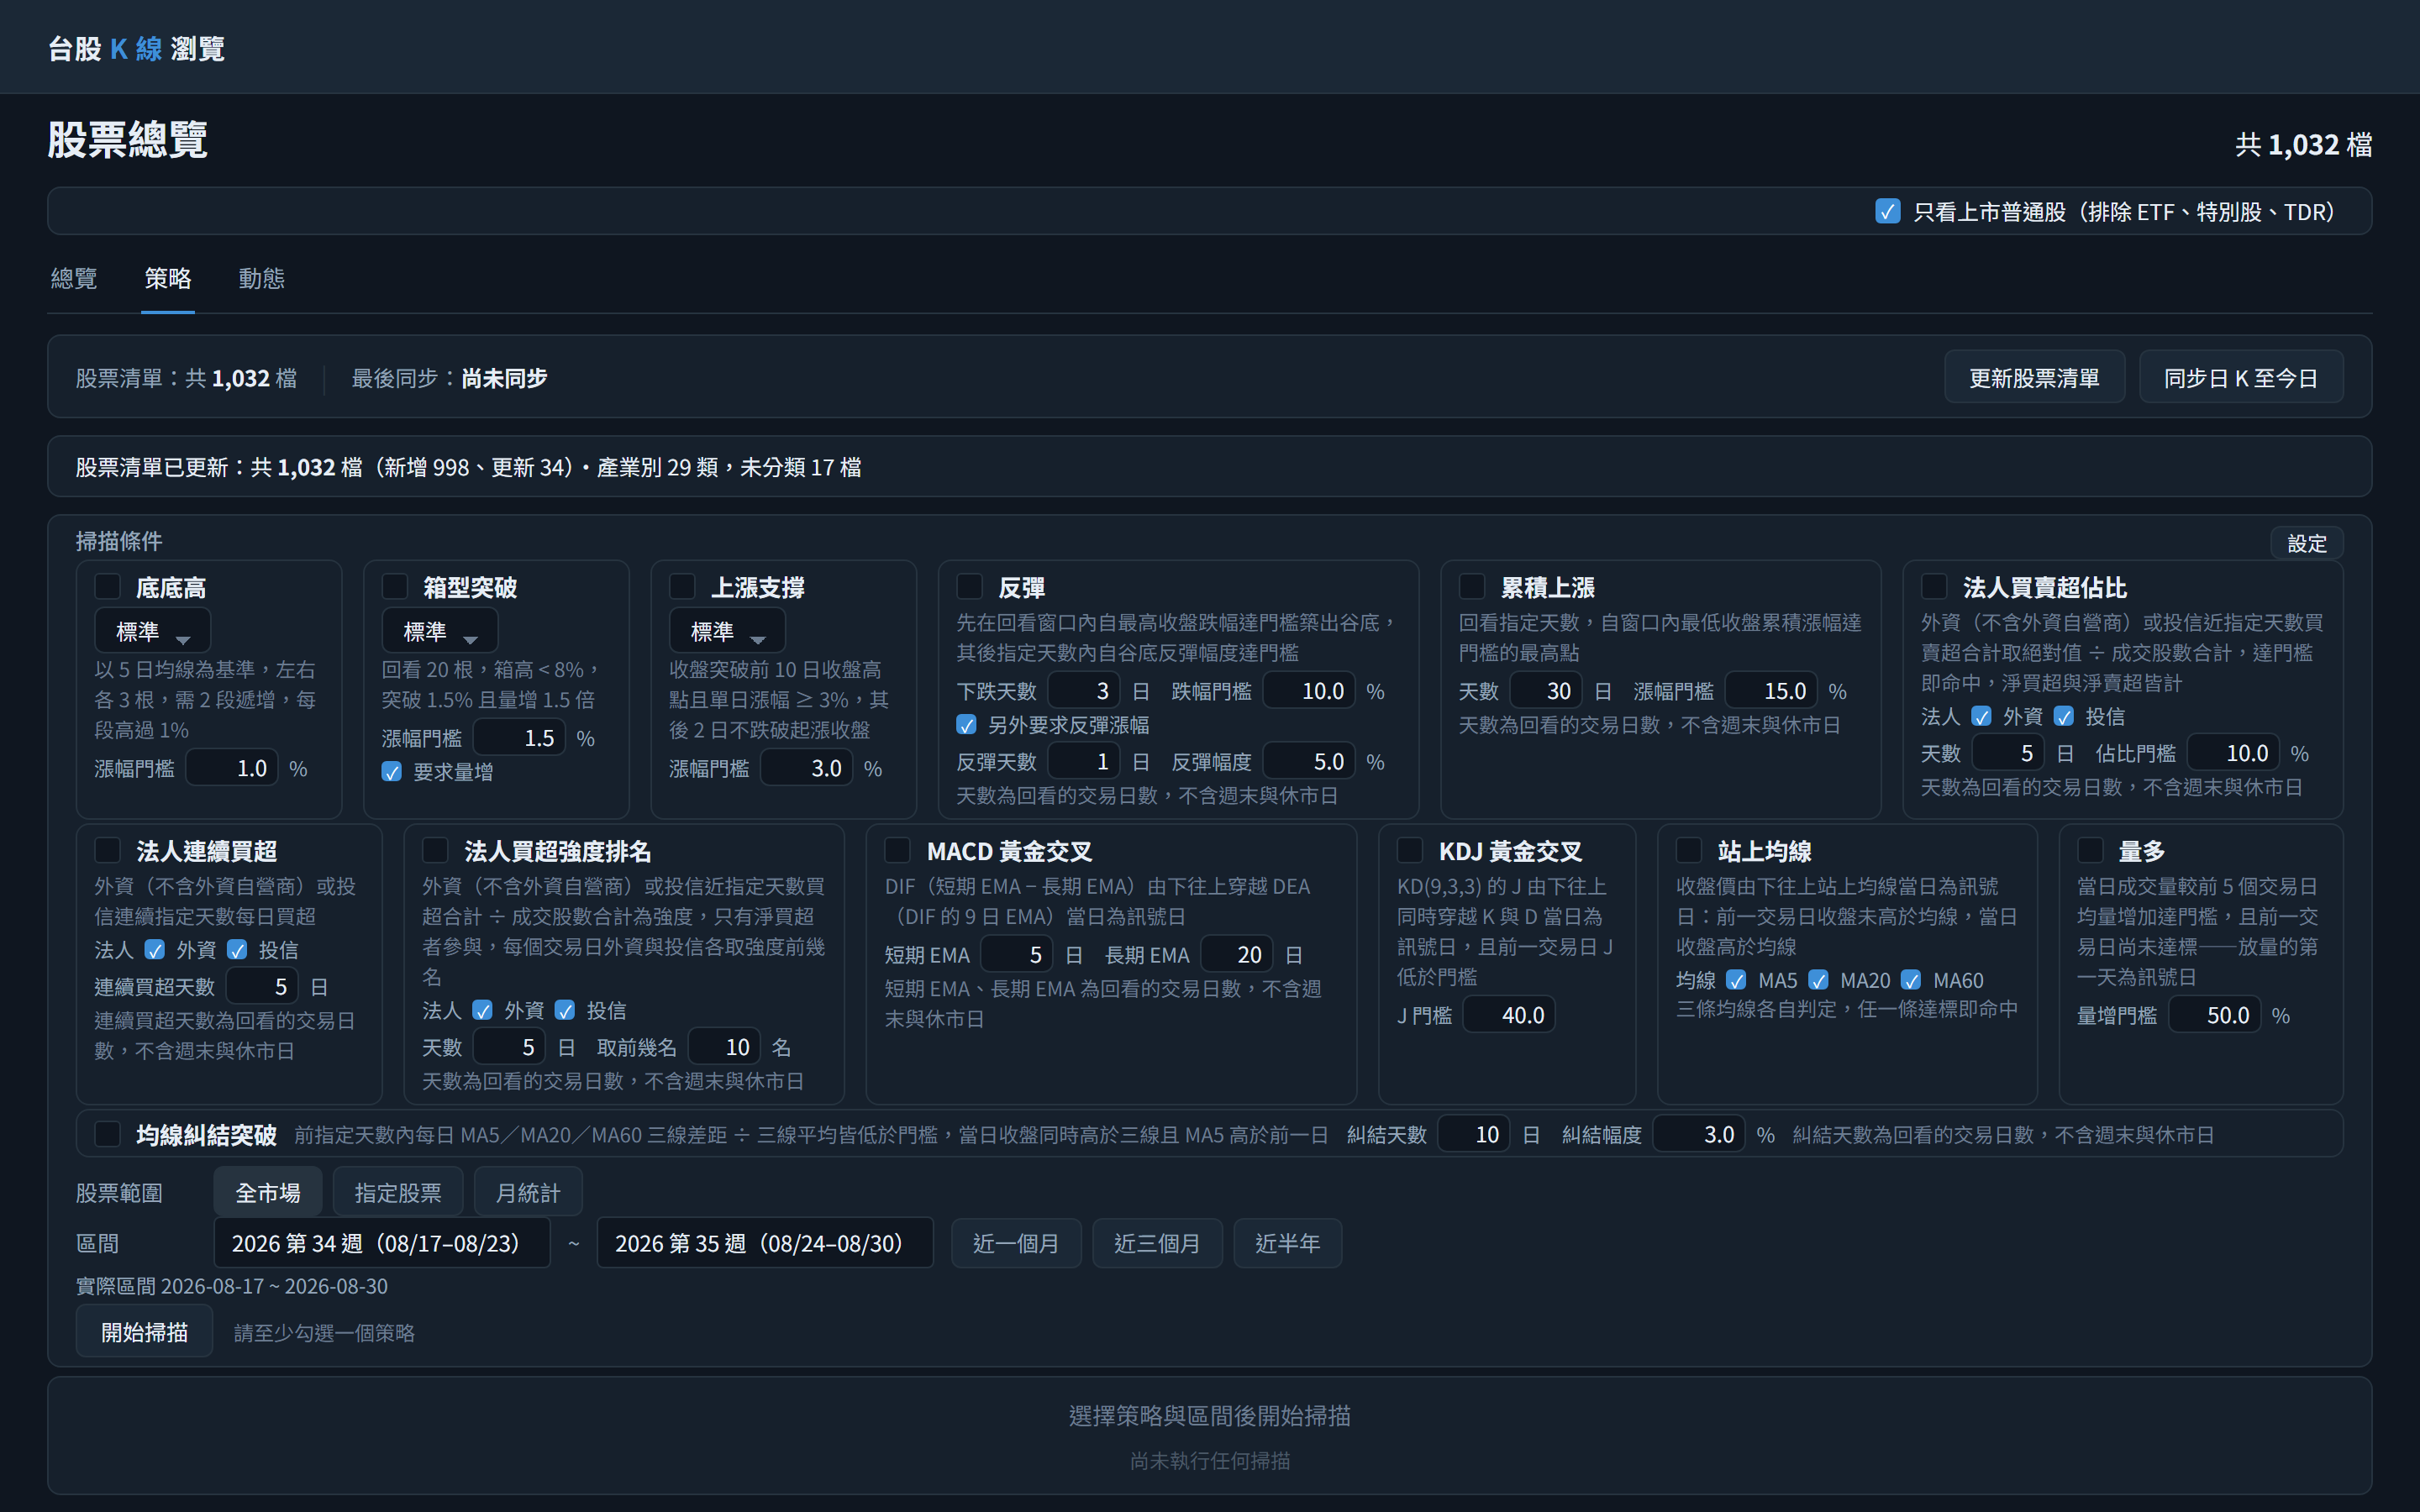 台股 K 線 瀏覽
股票總覽
共 1,032 檔
只看上市普通股（排除 ETF、特別股、TDR）
總覽 策略 動態
股票清單：共 1,032 檔 最後同步：尚未同步 更新股票清單 同步日 K 至今日
股票清單已更新：共 1,032 檔（新增 998、更新 34）・產業別 29 類，未分類 17 檔
掃描條件 設定
底底高
標準
以 5 日均線為基準，左右
各 3 根，需 2 段遞增，每
段高過 1%
漲幅門檻 1.0 %
箱型突破
標準
回看 20 根，箱高 < 8%，
突破 1.5% 且量增 1.5 倍
漲幅門檻 1.5 %
要求量增
上漲支撐
標準
收盤突破前 10 日收盤高
點且單日漲幅 ≥ 3%，其
後 2 日不跌破起漲收盤
漲幅門檻 3.0 %
反彈
先在回看窗口內自最高收盤跌幅達門檻築出谷底，
其後指定天數內自谷底反彈幅度達門檻
下跌天數 3 日 跌幅門檻 10.0 %
另外要求反彈漲幅
反彈天數 1 日 反彈幅度 5.0 %
天數為回看的交易日數，不含週末與休市日
累積上漲
回看指定天數，自窗口內最低收盤累積漲幅達
門檻的最高點
天數 30 日 漲幅門檻 15.0 %
天數為回看的交易日數，不含週末與休市日
法人買賣超佔比
外資（不含外資自營商）或投信近指定天數買
賣超合計取絕對值 ÷ 成交股數合計，達門檻
即命中，淨買超與淨賣超皆計
法人 外資 投信
天數 5 日 佔比門檻 10.0 %
天數為回看的交易日數，不含週末與休市日
法人連續買超
外資（不含外資自營商）或投
信連續指定天數每日買超
法人 外資 投信
連續買超天數 5 日
連續買超天數為回看的交易日
數，不含週末與休市日
法人買超強度排名
外資（不含外資自營商）或投信近指定天數買
超合計 ÷ 成交股數合計為強度，只有淨買超
者參與，每個交易日外資與投信各取強度前幾
名
法人 外資 投信
天數 5 日 取前幾名 10 名
天數為回看的交易日數，不含週末與休市日
MACD 黃金交叉
DIF（短期 EMA − 長期 EMA）由下往上穿越 DEA
（DIF 的 9 日 EMA）當日為訊號日
短期 EMA 5 日 長期 EMA 20 日
短期 EMA、長期 EMA 為回看的交易日數，不含週
末與休市日
KDJ 黃金交叉
KD(9,3,3) 的 J 由下往上
同時穿越 K 與 D 當日為
訊號日，且前一交易日 J
低於門檻
J 門檻 40.0
站上均線
收盤價由下往上站上均線當日為訊號
日：前一交易日收盤未高於均線，當日
收盤高於均線
均線 MA5 MA20 MA60
三條均線各自判定，任一條達標即命中
量多
當日成交量較前 5 個交易日
均量增加達門檻，且前一交
易日尚未達標——放量的第
一天為訊號日
量增門檻 50.0 %
均線糾結突破 前指定天數內每日 MA5／MA20／MA60 三線差距 ÷ 三線平均皆低於門檻，當日收盤同時高於三線且 MA5 高於前一日 糾結天數 10 日 糾結幅度 3.0 % 糾結天數為回看的交易日數，不含週末與休市日
股票範圍 全市場 指定股票 月統計
區間 2026 第 34 週（08/17–08/23） ~ 2026 第 35 週（08/24–08/30） 近一個月 近三個月 近半年
實際區間 2026-08-17 ~ 2026-08-30
開始掃描 請至少勾選一個策略
選擇策略與區間後開始掃描
尚未執行任何掃描